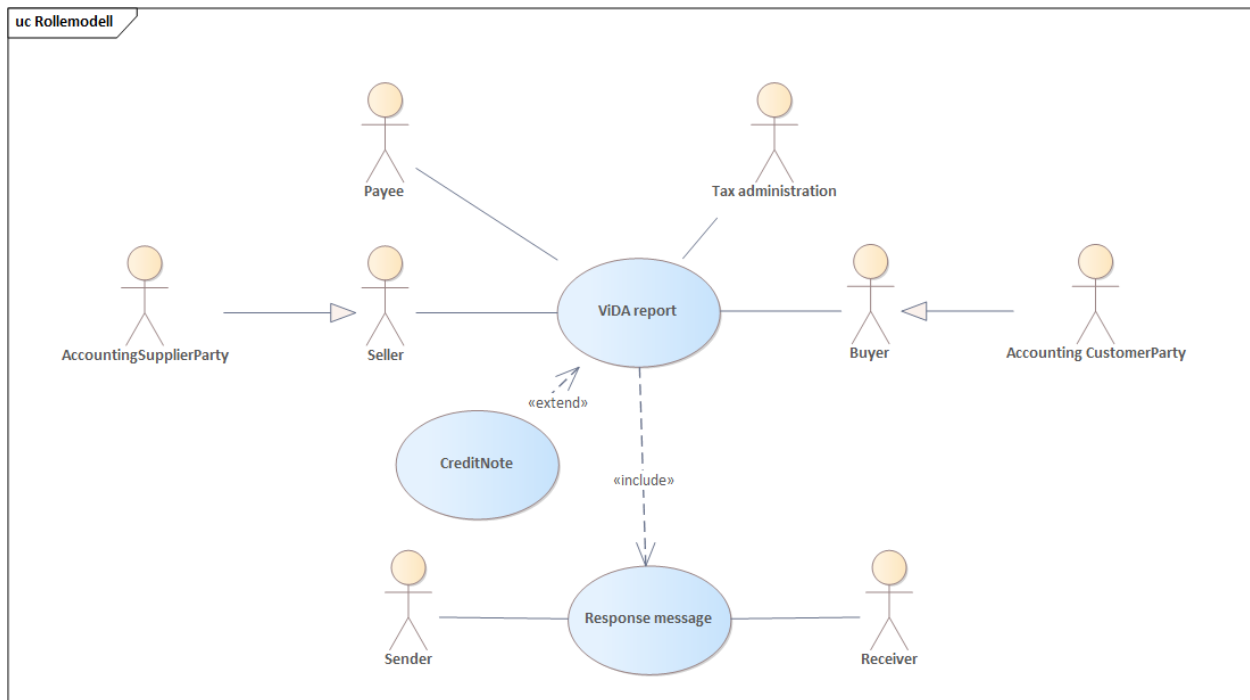 uc Rollemodell
Payee
Tax administration
ViDA report
AccountingSupplierParty
Seller
Buyer
Accounting CustomerParty
«extend»
CreditNote
«include»
Response message
Sender
Receiver